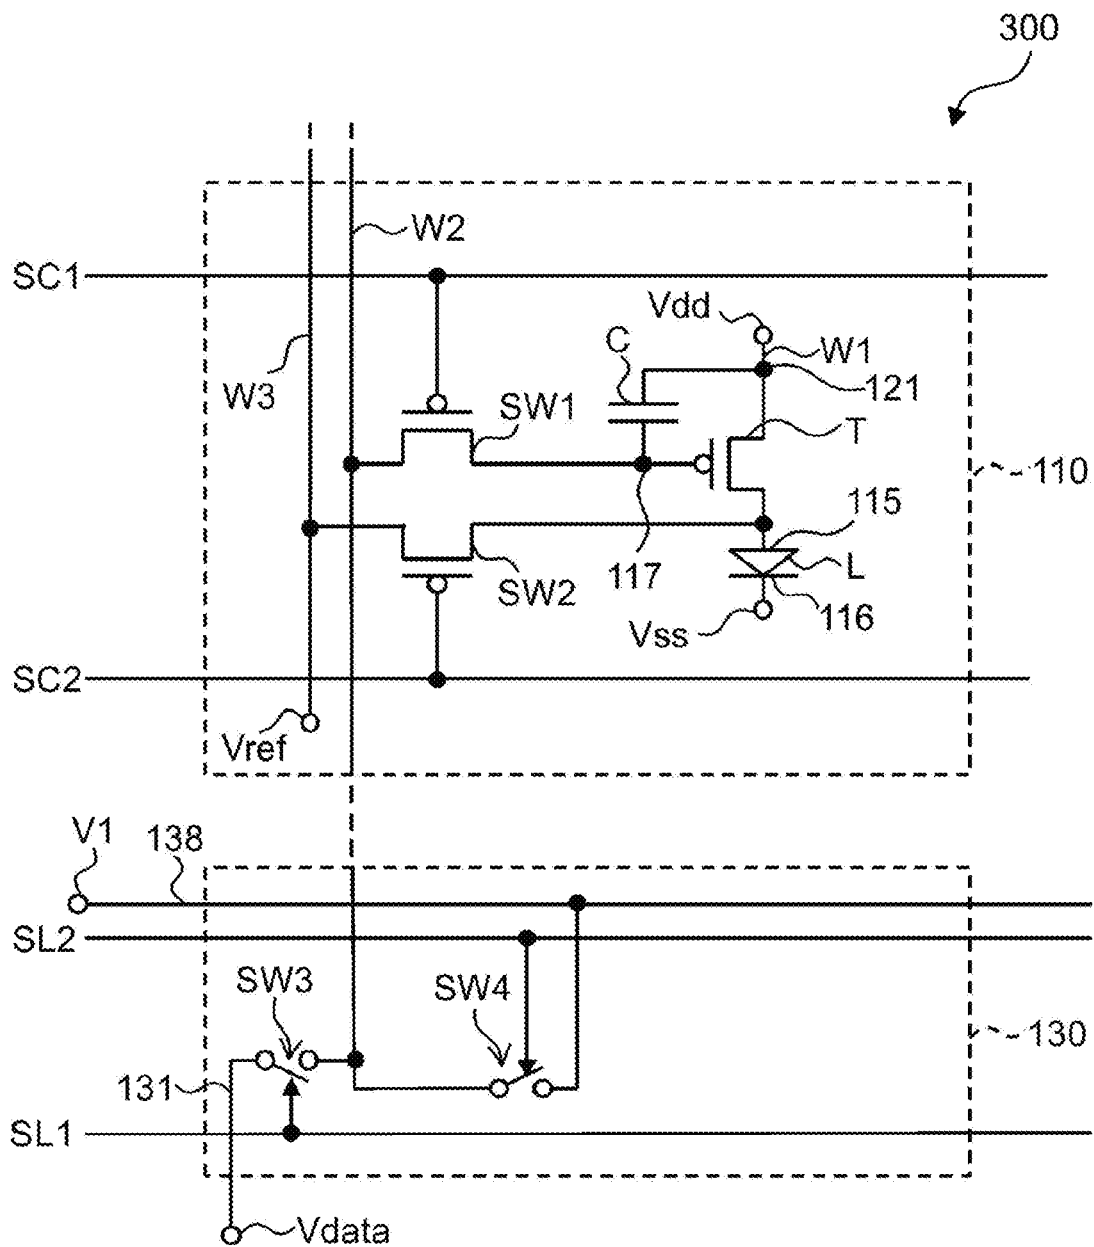 300
W2
SC1
Vdd
C
W1
W3
121
SW1
T
110
115
117
L
SW2
116
Vss
SC2
Vref
V1
138
SL2
SW3
SW4
130
131
SL1
Vdata